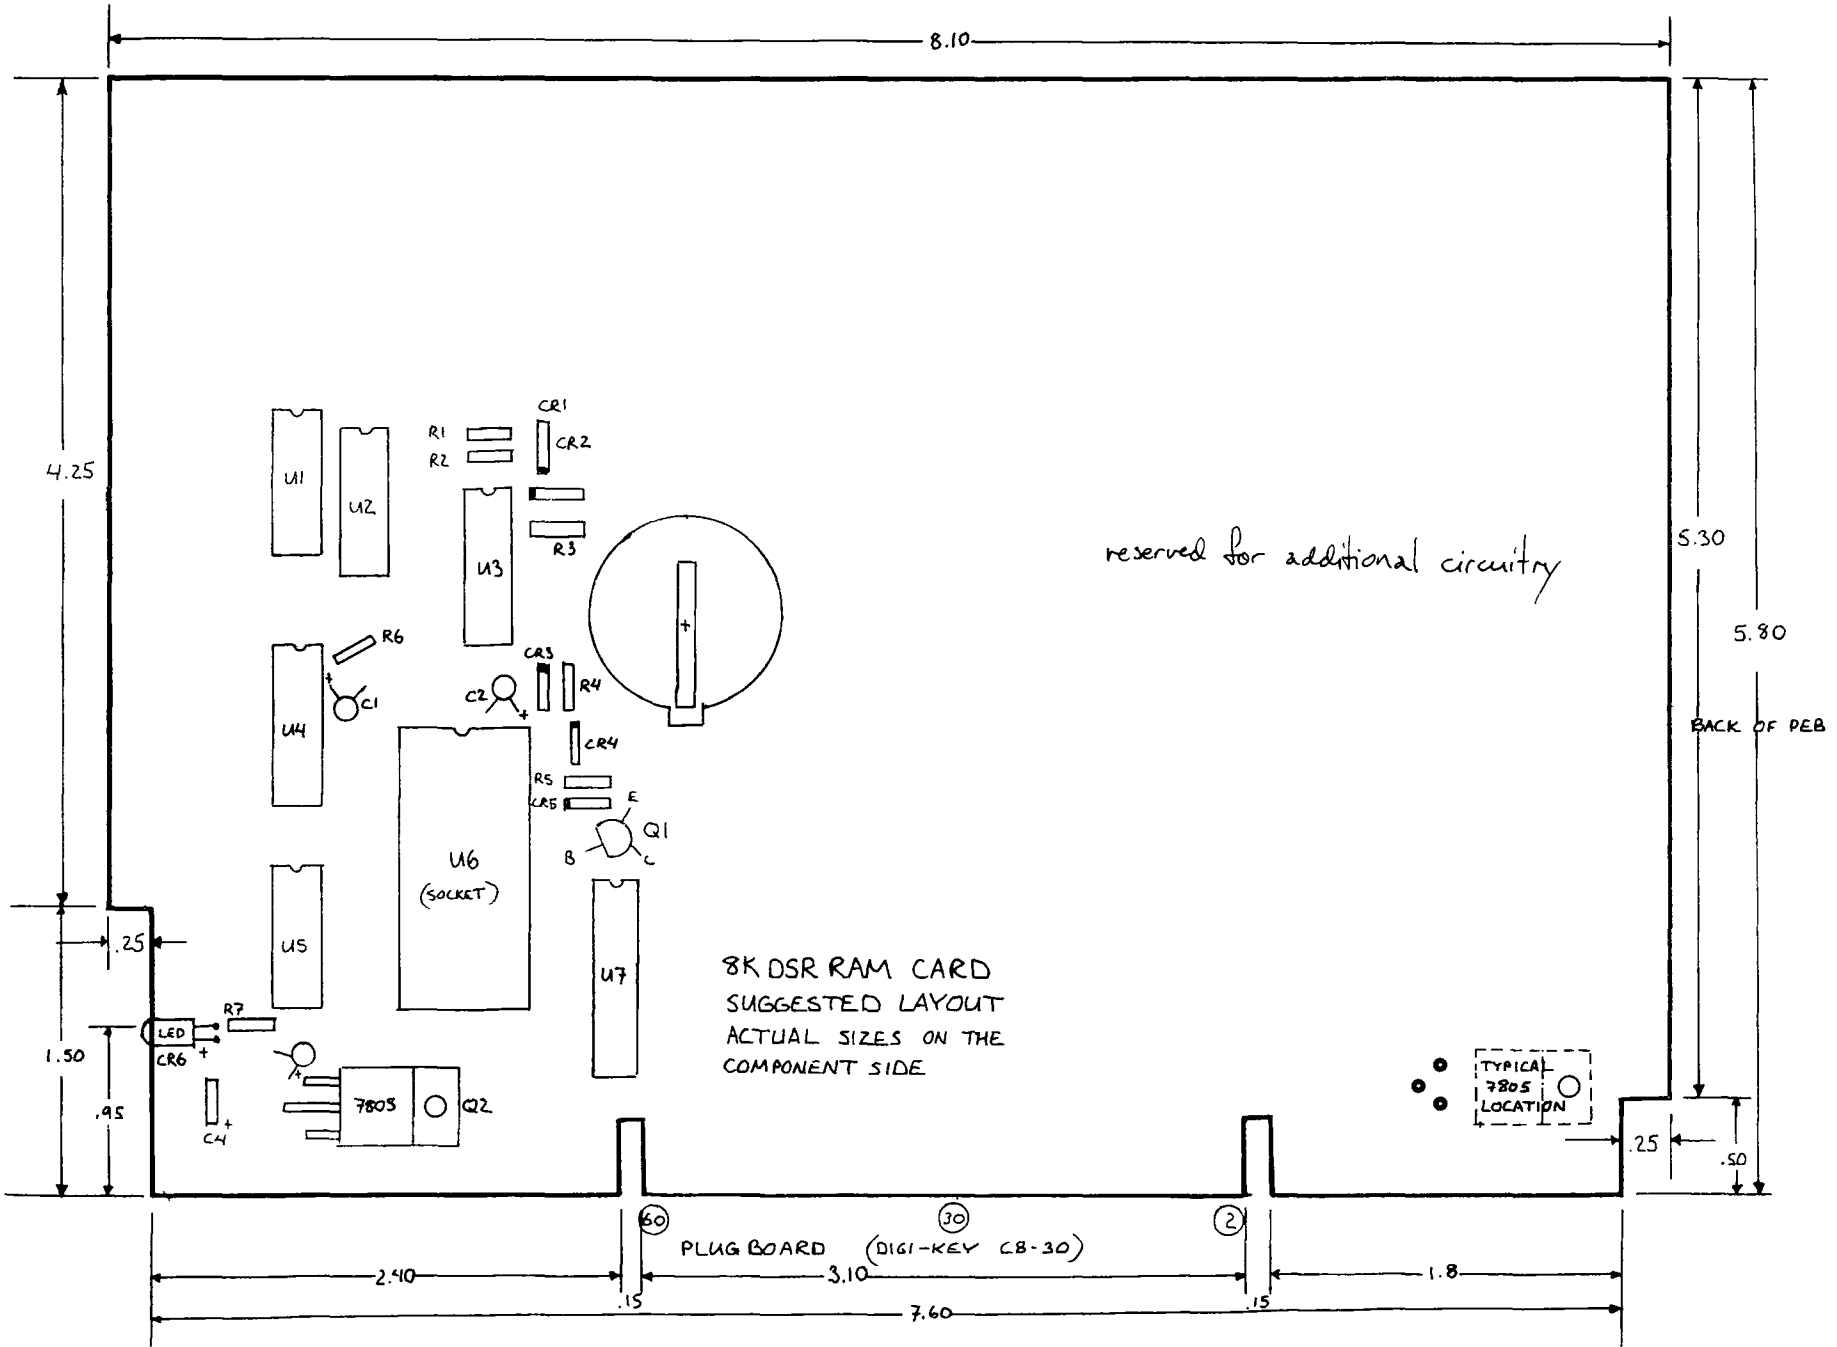 8.10
CR1
R1
CR2
R2
4.25
U1
U2
R3
U3
+
reserved for additional circuitry
5.30
5.80
R6
CR3
+
C1
C2
+
R4
U4
CR4
BACK OF PEB
R5
CR5
E
Q1
B
C
U6
(SOCKET)
.25
U5
U7
8K DSR RAM CARD
SUGGESTED LAYOUT
ACTUAL SIZES ON THE
COMPONENT SIDE
R7
LED
+
CR6
1.50
+
.95
7805
Q2
+
C4
TYPICAL
7805
LOCATION
.25
.50
60
30
2
PLUG BOARD (DIGI-KEY C8-30)
2.40
3.10
1.8
.15
.15
7.60